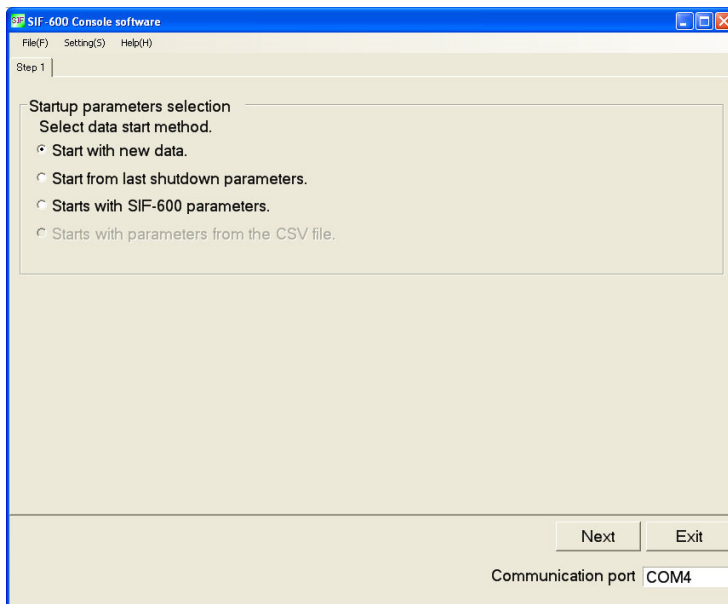 SIF SIF-600 Console software
File(F) Setting(S) Help(H)
Step 1
Startup parameters selection
Select data start method.
Start with new data.
Start from last shutdown parameters.
Starts with SIF-600 parameters.
Starts with parameters from the CSV file.
Next Exit
Communication port COM4